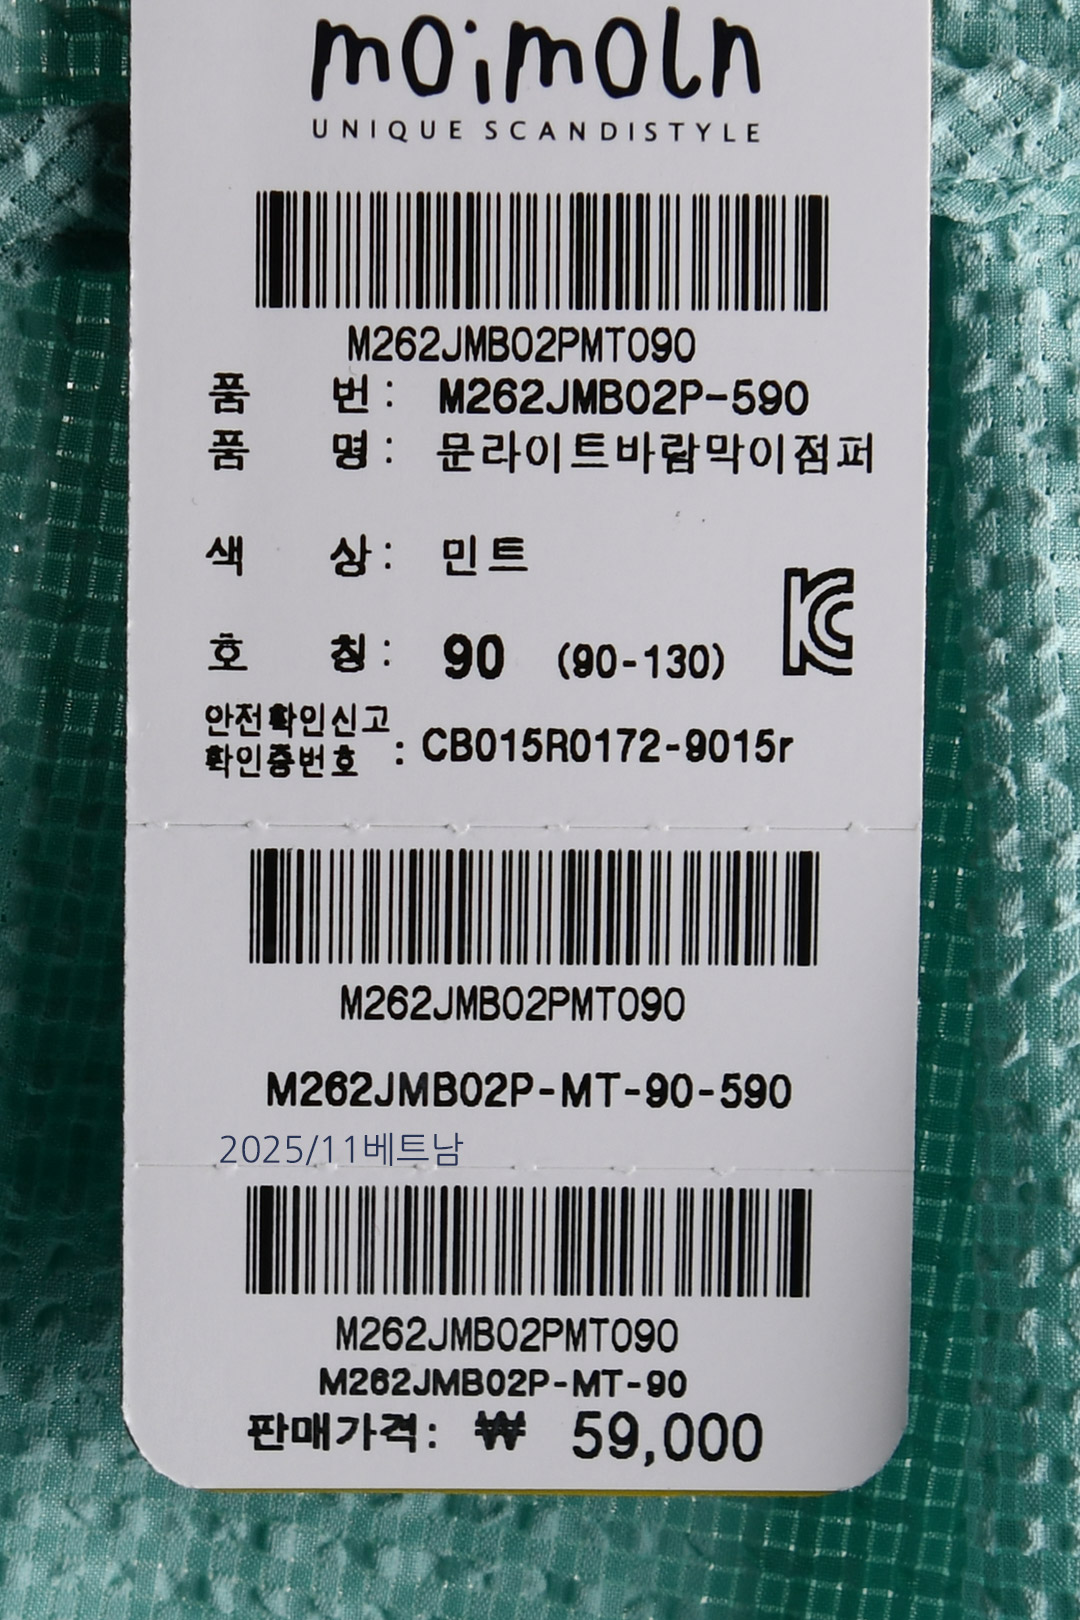 moimoln
UNIQUE SCANDISTYLE
M262JMB02PMT090
품 번: M262JMB02P-590
품 명: 문라이트바람막이점퍼
색 상: 민트
호 칭: 90 (90-130)
안전확인신고
확인증번호 : CB015R0172-9015r
M262JMB02PMT090
M262JMB02P-MT-90-590
2025/11베트남
M262JMB02PMT090
M262JMB02P-MT-90
판매가격: ₩ 59,000